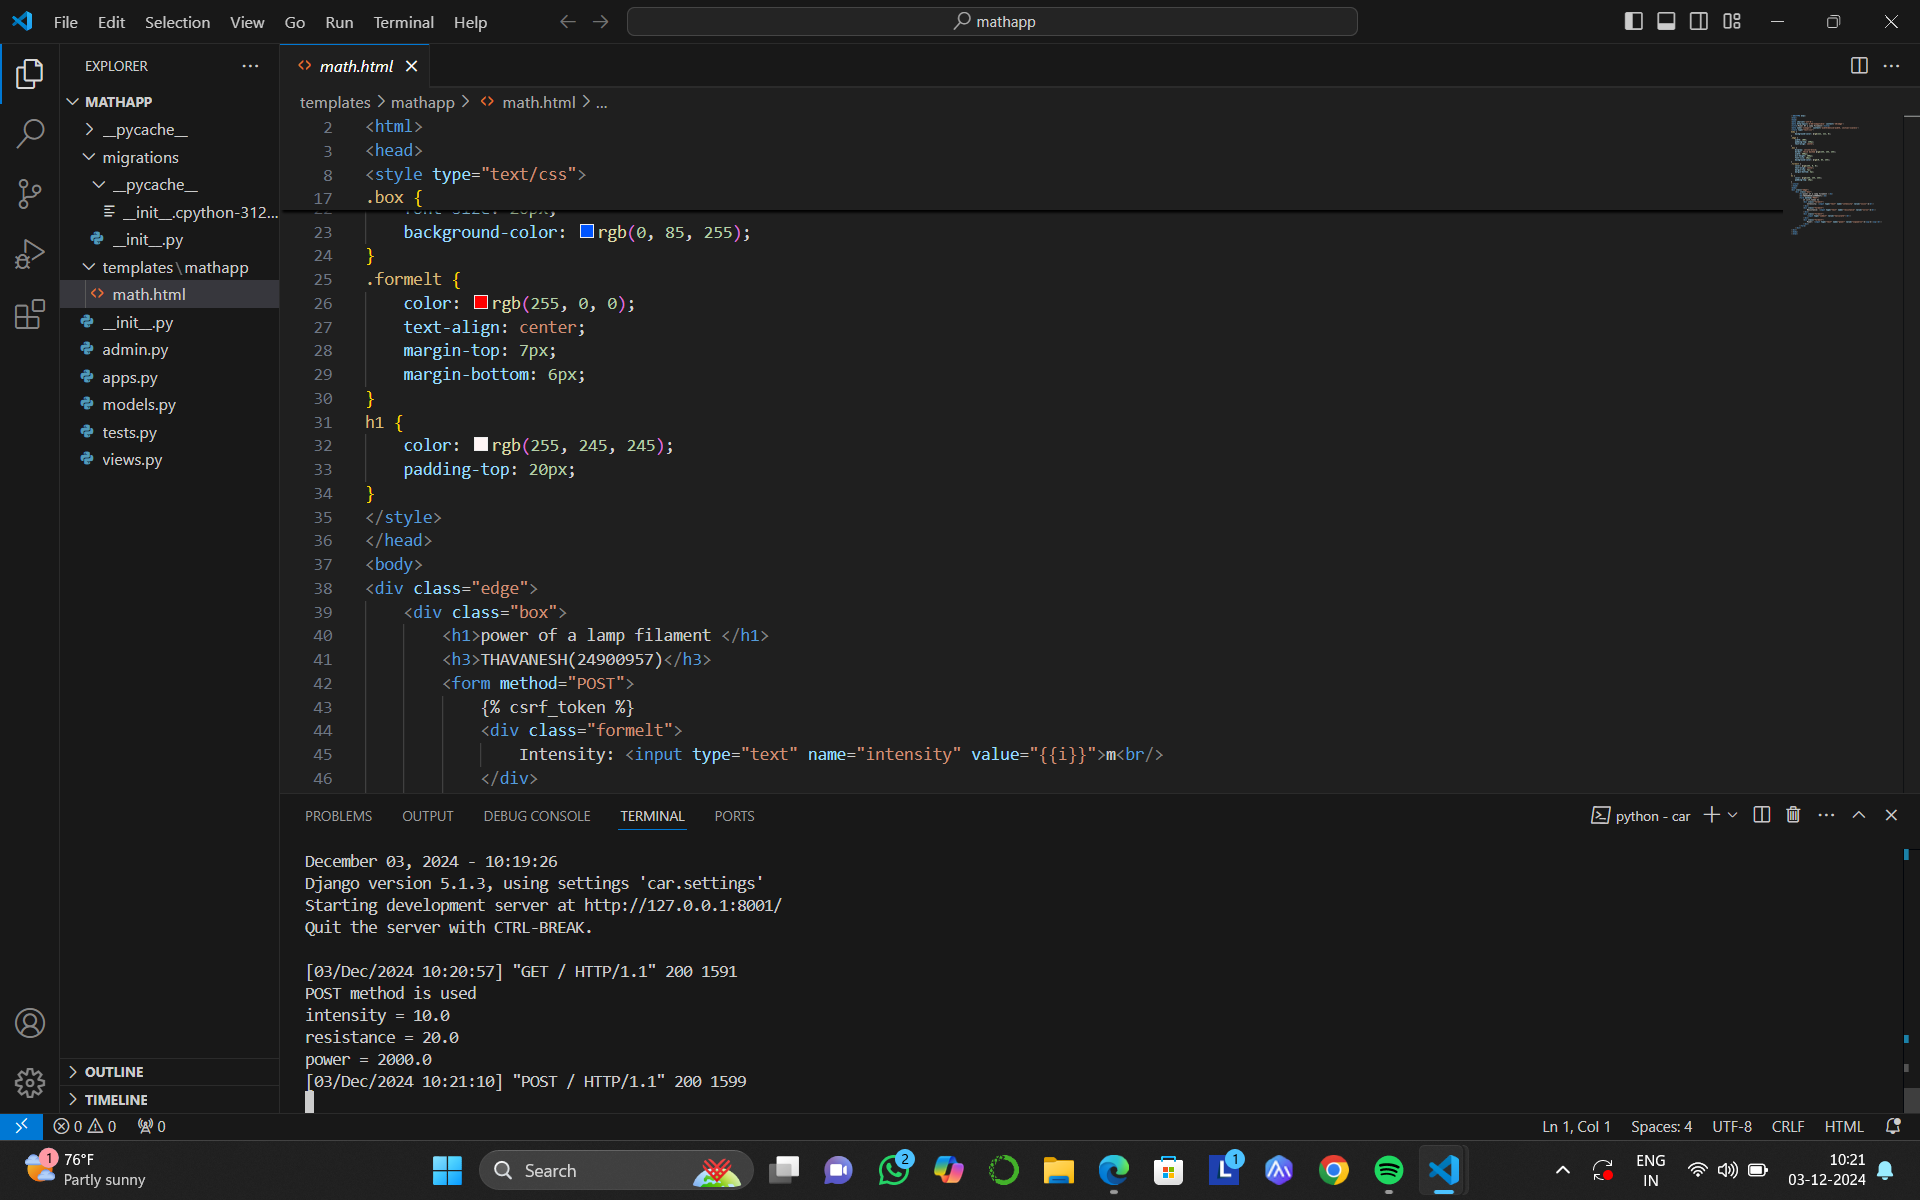 File Edit Selection View Go Run Terminal Help
mathapp
EXPLORER
MATHAPP
__pycache__
migrations
__pycache__
__init__.cpython-312...
__init__.py
templates\mathapp
math.html
__init__.py
admin.py
apps.py
models.py
tests.py
views.py
OUTLINE
TIMELINE
math.html
templates > mathapp > math.html > ...
2 <html>
3 <head>
8 <style type="text/css">
17 .box {
23 background-color: rgb(0, 85, 255);
24 }
25 .formelt {
26 color: rgb(255, 0, 0);
27 text-align: center;
28 margin-top: 7px;
29 margin-bottom: 6px;
30 }
31 h1 {
32 color: rgb(255, 245, 245);
33 padding-top: 20px;
34 }
35 </style>
36 </head>
37 <body>
38 <div class="edge">
39 <div class="box">
40 <h1>power of a lamp filament </h1>
41 <h3>THAVANESH(24900957)</h3>
42 <form method="POST">
43 {% csrf_token %}
44 <div class="formelt">
45 Intensity: <input type="text" name="intensity" value="{{i}}">m<br/>
46 </div>
PROBLEMS OUTPUT DEBUG CONSOLE TERMINAL PORTS
python - car
December 03, 2024 - 10:19:26
Django version 5.1.3, using settings 'car.settings'
Starting development server at http://127.0.0.1:8001/
Quit the server with CTRL-BREAK.
[03/Dec/2024 10:20:57] "GET / HTTP/1.1" 200 1591
POST method is used
intensity = 10.0
resistance = 20.0
power = 2000.0
[03/Dec/2024 10:21:10] "POST / HTTP/1.1" 200 1599
0 0 0
Ln 1, Col 1 Spaces: 4 UTF-8 CRLF HTML
1
76°F
Partly sunny
Search
2
1
ENG
IN
10:21
03-12-2024